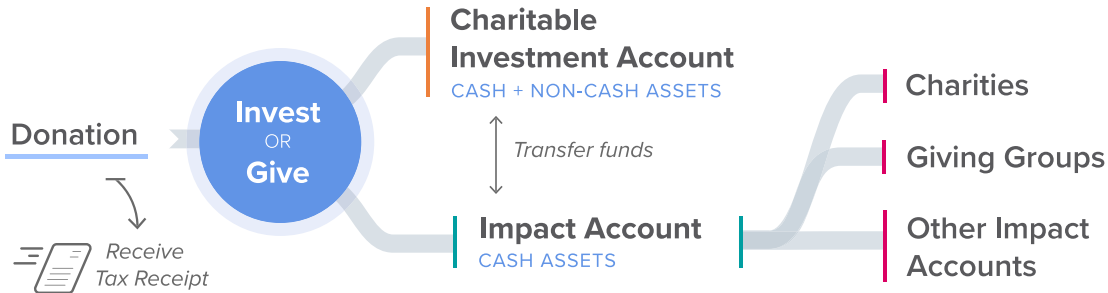 Donation
Receive
Tax Receipt
Invest
OR
Give
Charitable
Investment Account
CASH + NON-CASH ASSETS
Transfer funds
Impact Account
CASH ASSETS
Charities
Giving Groups
Other Impact
Accounts